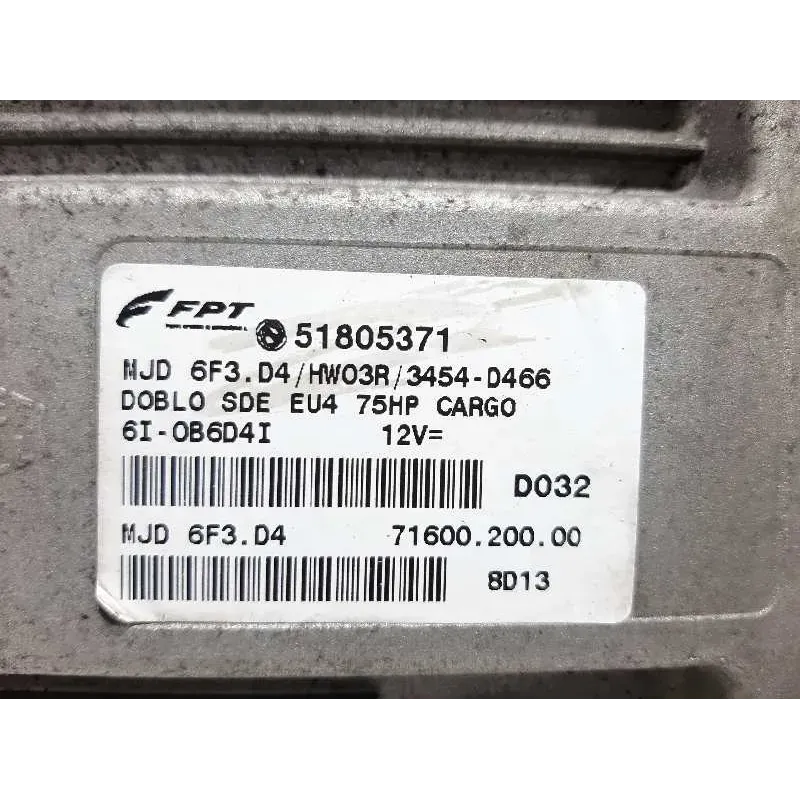 FPT
51805371
MJD 6F3.D4/HW03R/3454-D466
DOBLO SDE EU4 75HP CARGO
6I-0B6D4I 12V=
D032
MJD 6F3.D4 71600.200.00
8D13